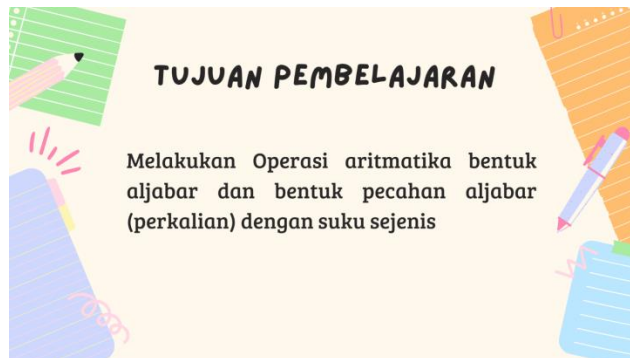 TUJUAN PEMBELAJARAN
Melakukan Operasi aritmatika bentuk
aljabar dan bentuk pecahan aljabar
(perkalian) dengan suku sejenis